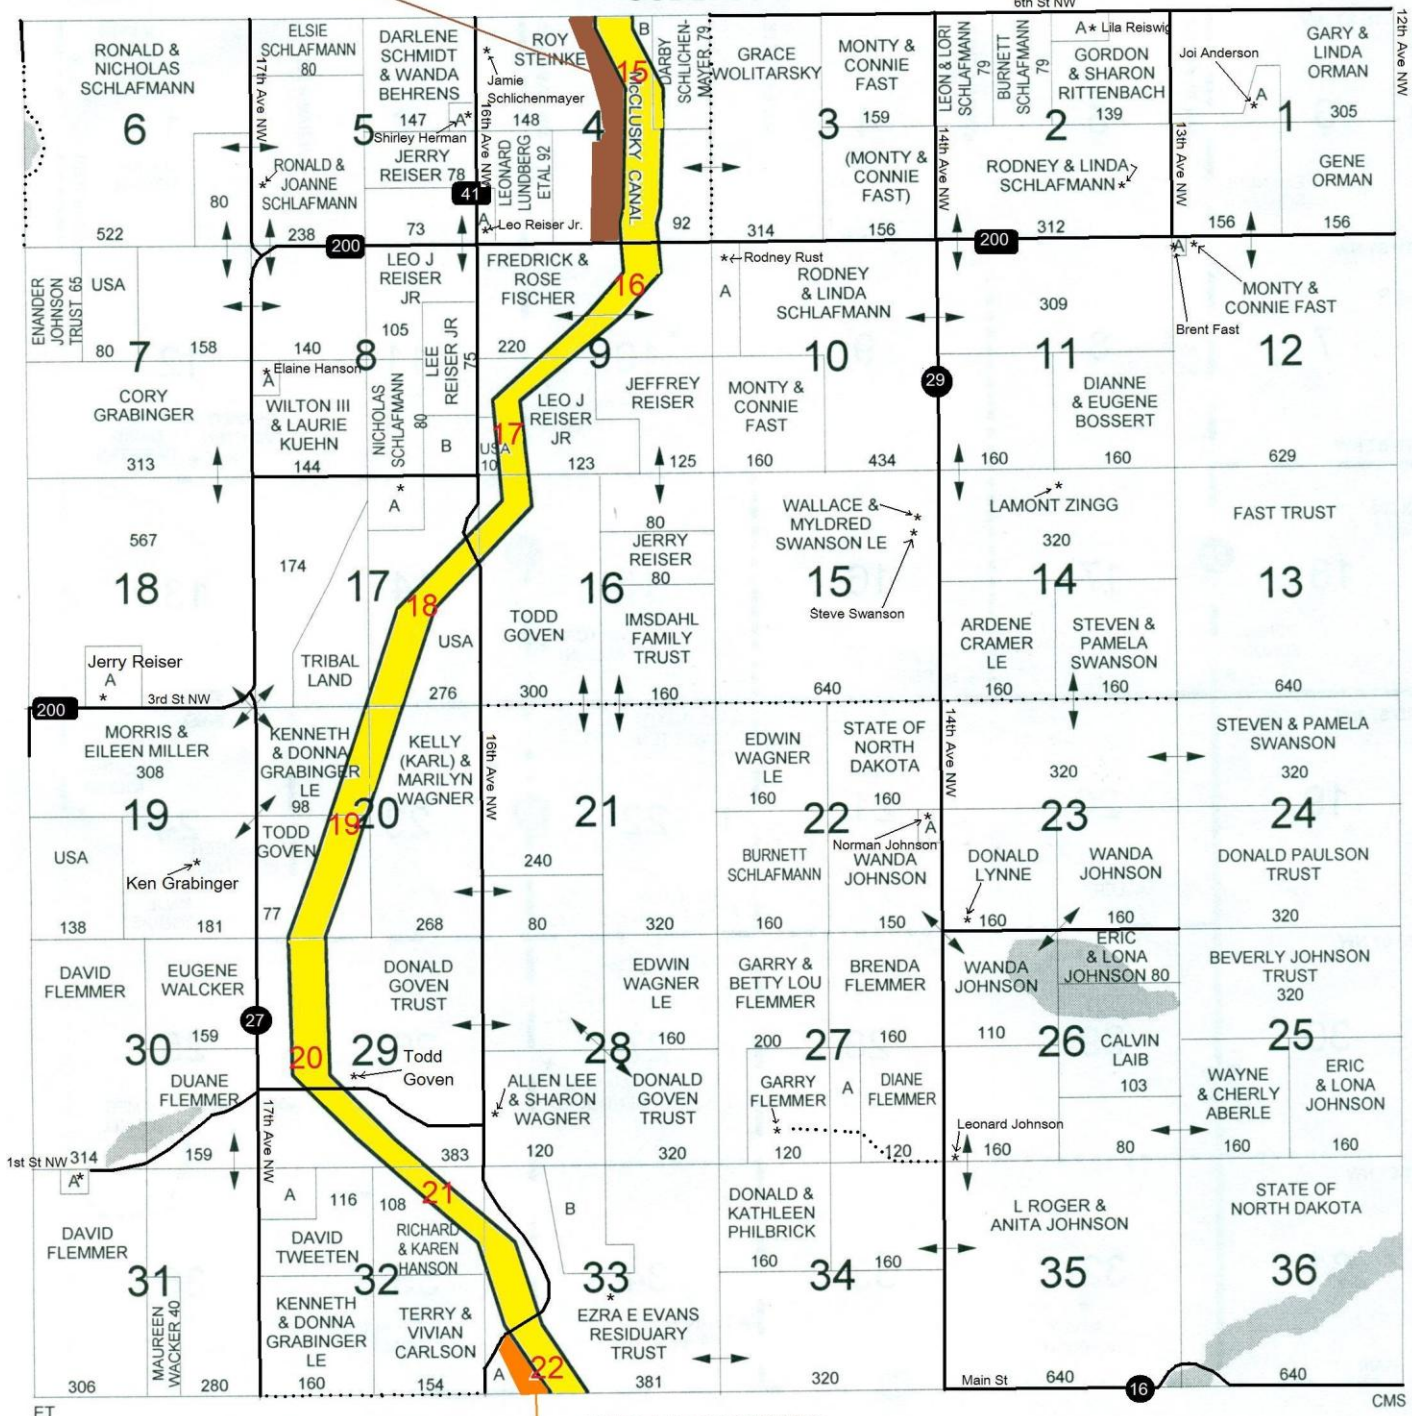 6th St NW
12th Ave NW
RONALD &
NICHOLAS
SCHLAFMANN
6
80
522
17th Ave NW
ELSIE
SCHLAFMANN
80
DARLENE
SCHMIDT
& WANDA
BEHRENS
5
147
A*
Shirley Herman
RONALD &
JOANNE
SCHLAFMANN
238
JERRY
REISER 78
73
200
41
16th Ave NW
*
Jamie
Schlichenmayer
ROY
STEINKE
148
4
LEONARD
LUNDBERG
ETAL 92
A
* Leo Reiser Jr.
15
McCLUSKY CANAL
B
DARBY
SCHLICHEN-
MAYER 79
92
GRACE
WOLITARSKY
3
314
MONTY &
CONNIE
FAST
159
(MONTY &
CONNIE
FAST)
156
LEON & LORI
SCHLAFMANN
79
BURNETT
SCHLAFMANN
79
14th Ave NW
A* Lila Reiswig
GORDON
& SHARON
RITTENBACH
2
139
RODNEY & LINDA
SCHLAFMANN *
312
200
13th Ave NW
Joi Anderson
A
*
GARY &
LINDA
ORMAN
1
305
GENE
ORMAN
156
156
ENANDER
JOHNSON
TRUST 65
USA
80
7
158
CORY
GRABINGER
313
140
* Elaine Hanson
A
WILTON III
& LAURIE
KUEHN
144
8
LEO J
REISER
JR
105
NICHOLAS
SCHLAFMANN
80
LEE
REISER JR
75
B
FREDRICK &
ROSE
FISCHER
220
16
9
17
USA
10
LEO J
REISER
JR
123
JEFFREY
REISER
125
* Rodney Rust
A
RODNEY
& LINDA
SCHLAFMANN
10
MONTY &
CONNIE
FAST
160
434
29
309
11
DIANNE
& EUGENE
BOSSERT
160
160
A *
*
Brent Fast
MONTY &
CONNIE FAST
12
629
567
18
Jerry Reiser
A
*
200
3rd St NW
174
*
A
17
18
TRIBAL
LAND
USA
276
16
80
JERRY
REISER
80
TODD
GOVEN
IMSDAHL
FAMILY
TRUST
300
160
WALLACE &
MYLDRED
SWANSON LE
*
*
15
Steve Swanson
640
*
LAMONT ZINGG
320
14
ARDENE
CRAMER
LE
160
STEVEN &
PAMELA
SWANSON
160
FAST TRUST
13
640
MORRIS &
EILEEN MILLER
308
19
USA
*
Ken Grabinger
138
181
KENNETH
& DONNA
GRABINGER
LE
98
TODD
GOVEN
77
19
20
KELLY
(KARL) &
MARILYN
WAGNER
268
16th Ave NW
21
240
80
320
EDWIN
WAGNER
LE
160
STATE OF
NORTH
DAKOTA
160
22
*
A
Norman Johnson
BURNETT
SCHLAFMANN
160
WANDA
JOHNSON
150
14th Ave NW
320
23
DONALD
LYNNE
* 160
WANDA
JOHNSON
160
STEVEN & PAMELA
SWANSON
320
24
DONALD PAULSON
TRUST
320
DAVID
FLEMMER
EUGENE
WALCKER
159
30
DUANE
FLEMMER
1st St NW
314
159
A*
27
17th Ave NW
DONALD
GOVEN
TRUST
20
29
*
Todd
Goven
383
EDWIN
WAGNER
LE
160
28
ALLEN LEE
& SHARON
WAGNER
*
120
DONALD
GOVEN
TRUST
320
GARRY &
BETTY LOU
FLEMMER
200
BRENDA
FLEMMER
160
27
GARRY
FLEMMER
*
120
A
DIANE
FLEMMER
120
WANDA
JOHNSON
110
ERIC
& LONA
JOHNSON 80
26
CALVIN
LAIB
103
Leonard Johnson
*
160
80
BEVERLY JOHNSON
TRUST
320
25
WAYNE
& CHERLY
ABERLE
160
ERIC
& LONA
JOHNSON
160
DAVID
FLEMMER
31
MAUREEN
WACKER 40
306
280
A
116
DAVID
TWEETEN
108
21
RICHARD
& KAREN
HANSON
32
KENNETH
& DONNA
GRABINGER
LE
160
TERRY &
VIVIAN
CARLSON
154
B
33
*
EZRA E EVANS
RESIDUARY
TRUST
A
22
381
DONALD &
KATHLEEN
PHILBRICK
160
160
34
320
L ROGER &
ANITA JOHNSON
35
Main St
640
16
STATE OF
NORTH DAKOTA
36
640
CMS